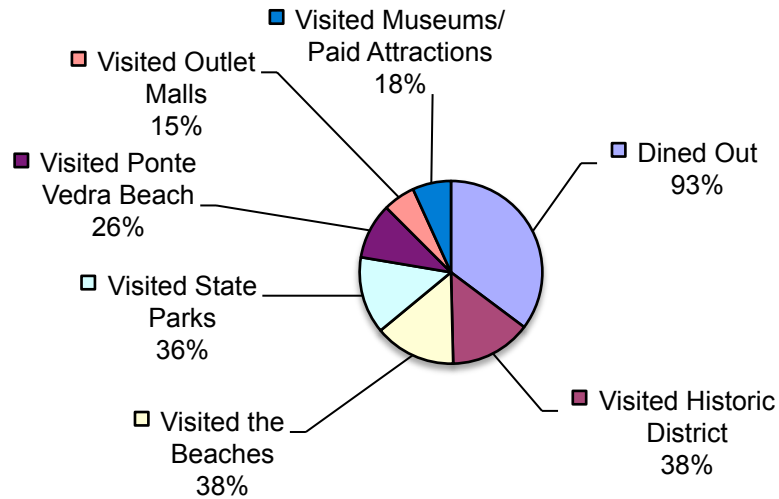 Visited Museums/
Paid Attractions
18%
Visited Outlet
Malls
15%
Dined Out
93%
Visited Ponte
Vedra Beach
26%
Visited State
Parks
36%
Visited Historic
District
38%
Visited the
Beaches
38%